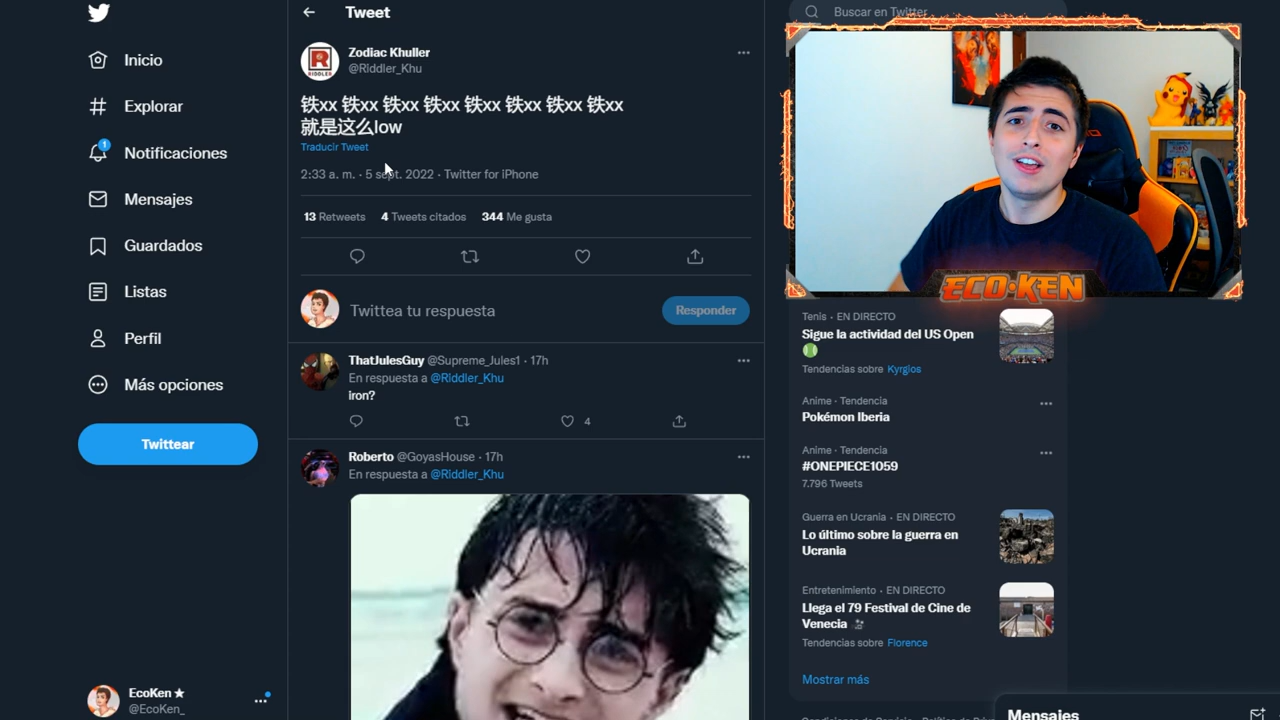 Inicio
Explorar
1
Notificaciones
Mensajes
Guardados
Listas
Perfil
Más opciones
Twittear
EcoKen ★
@EcoKen_
Tweet
RIDDLER
Zodiac Khuller
@Riddler_Khu
铁xx 铁xx 铁xx 铁xx 铁xx 铁xx 铁xx 铁xx
就是这么low
Traducir Tweet
2:33 a. m. · 5 sept. 2022 · Twitter for iPhone
13 Retweets 4 Tweets citados 344 Me gusta
Twittea tu respuesta
Responder
ThatJulesGuy @Supreme_Jules1 · 17h
En respuesta a @Riddler_Khu
iron?
4
Roberto @GoyasHouse · 17h
En respuesta a @Riddler_Khu
Buscar en Twitter
ECO·KEN
Tenis · EN DIRECTO
Sigue la actividad del US Open
Tendencias sobre Kyrgios
Anime · Tendencia
Pokémon Iberia
Anime · Tendencia
#ONEPIECE1059
7.796 Tweets
Guerra en Ucrania · EN DIRECTO
Lo último sobre la guerra en
Ucrania
Entretenimiento · EN DIRECTO
Llega el 79 Festival de Cine de
Venecia
Tendencias sobre Florence
Mostrar más
Mensajes